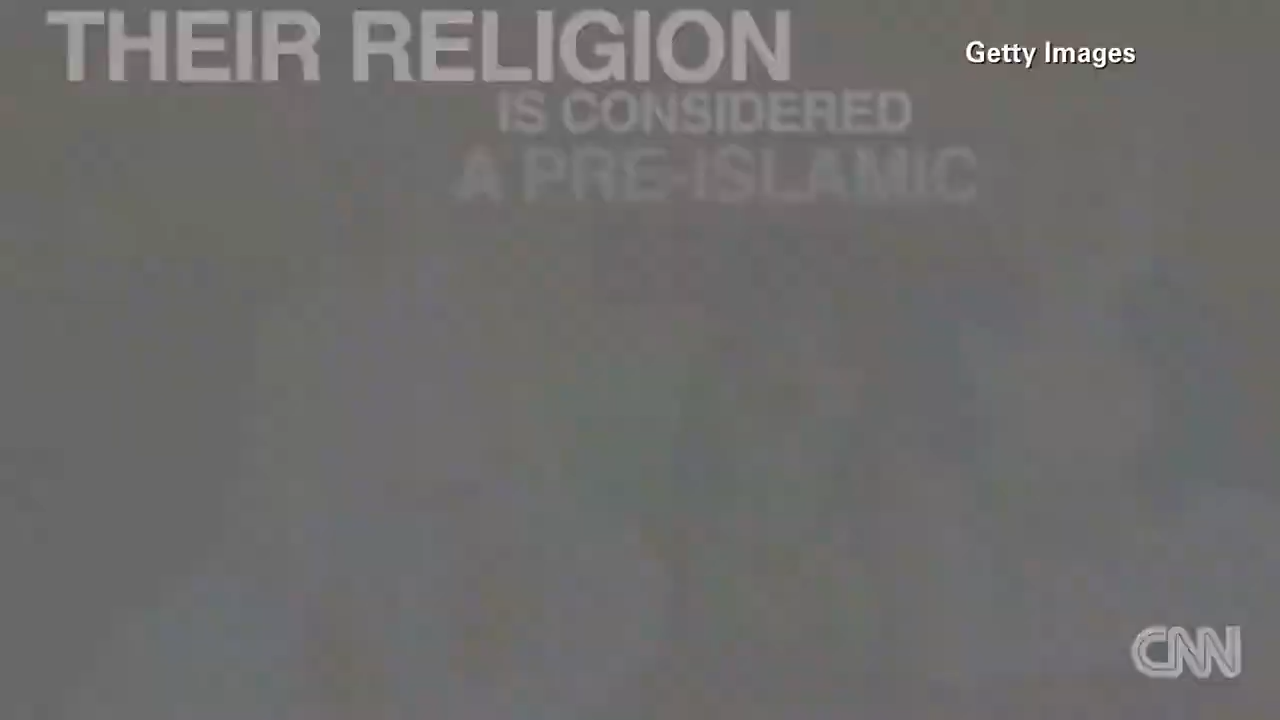 THEIR RELIGION
Getty Images
IS CONSIDERED
A PRE-ISLAMIC
CNN